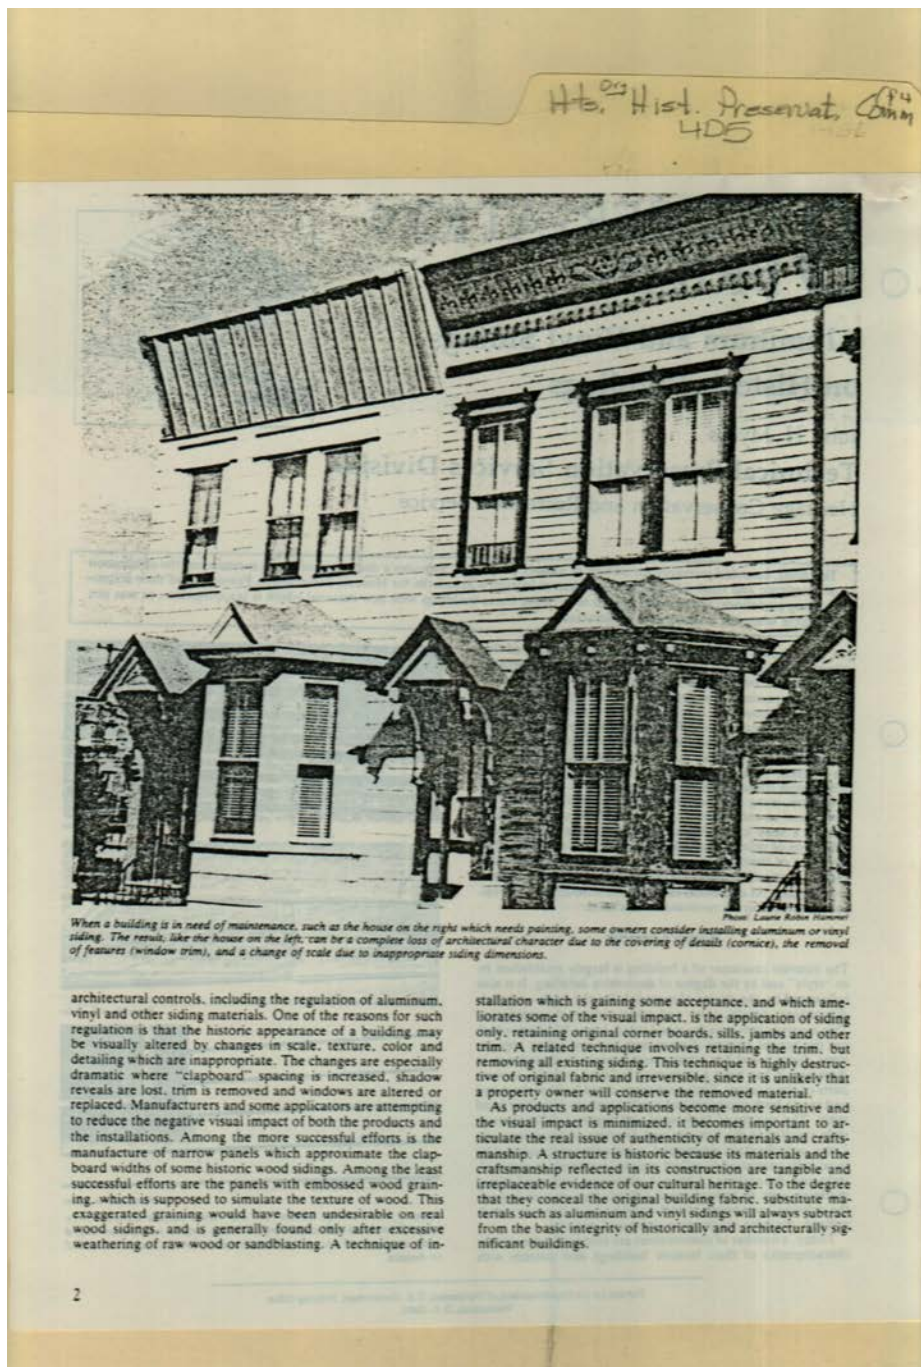 Hts. Org Hist. Preservat. Comm
4D5
Photo: Laurie Robin Hammel
When a building is in need of maintenance, such as the house on the right which needs painting, some owners consider installing aluminum or vinyl
siding. The result, like the house on the left, can be a complete loss of architectural character due to the covering of details (cornice), the removal
of features (window trim), and a change of scale due to inappropriate siding dimensions.
architectural controls, including the regulation of aluminum,
vinyl and other siding materials. One of the reasons for such
regulation is that the historic appearance of a building may
be visually altered by changes in scale, texture, color and
detailing which are inappropriate. The changes are especially
dramatic where "clapboard" spacing is increased, shadow
reveals are lost, trim is removed and windows are altered or
replaced. Manufacturers and some applicators are attempting
to reduce the negative visual impact of both the products and
the installations. Among the more successful efforts is the
manufacture of narrow panels which approximate the clap-
board widths of some historic wood sidings. Among the least
successful efforts are the panels with embossed wood grain-
ing, which is supposed to simulate the texture of wood. This
exaggerated graining would have been undesirable on real
wood sidings, and is generally found only after excessive
weathering of raw wood or sandblasting. A technique of in-
stallation which is gaining some acceptance, and which ame-
liorates some of the visual impact, is the application of siding
only, retaining original corner boards, sills, jambs and other
trim. A related technique involves retaining the trim, but
removing all existing siding. This technique is highly destruc-
tive of original fabric and irreversible, since it is unlikely that
a property owner will conserve the removed material.
As products and applications become more sensitive and
the visual impact is minimized, it becomes important to ar-
ticulate the real issue of authenticity of materials and crafts-
manship. A structure is historic because its materials and the
craftsmanship reflected in its construction are tangible and
irreplaceable evidence of our cultural heritage. To the degree
that they conceal the original building fabric, substitute ma-
terials such as aluminum and vinyl sidings will always subtract
from the basic integrity of historically and architecturally sig-
nificant buildings.
2